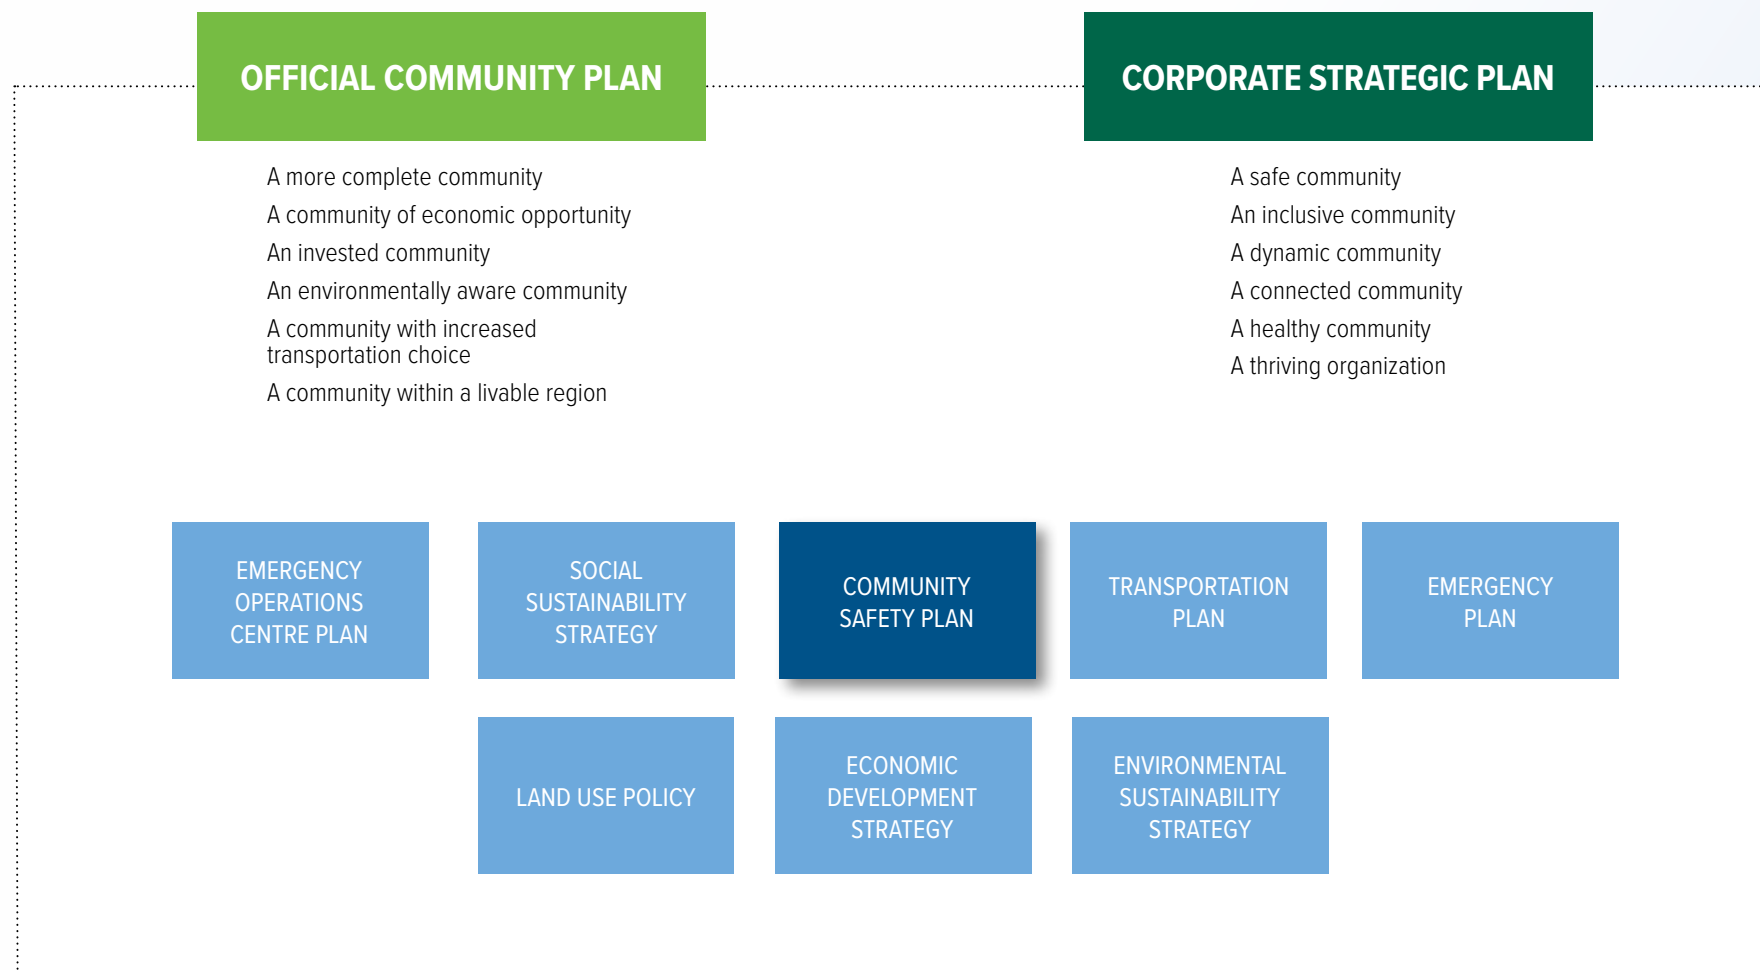 OFFICIAL COMMUNITY PLAN
A more complete community
A community of economic opportunity
An invested community
An environmentally aware community
A community with increased
transportation choice
A community within a livable region
CORPORATE STRATEGIC PLAN
A safe community
An inclusive community
A dynamic community
A connected community
A healthy community
A thriving organization
EMERGENCY
OPERATIONS
CENTRE PLAN
SOCIAL
SUSTAINABILITY
STRATEGY
COMMUNITY
SAFETY PLAN
TRANSPORTATION
PLAN
EMERGENCY
PLAN
LAND USE POLICY
ECONOMIC
DEVELOPMENT
STRATEGY
ENVIRONMENTAL
SUSTAINABILITY
STRATEGY